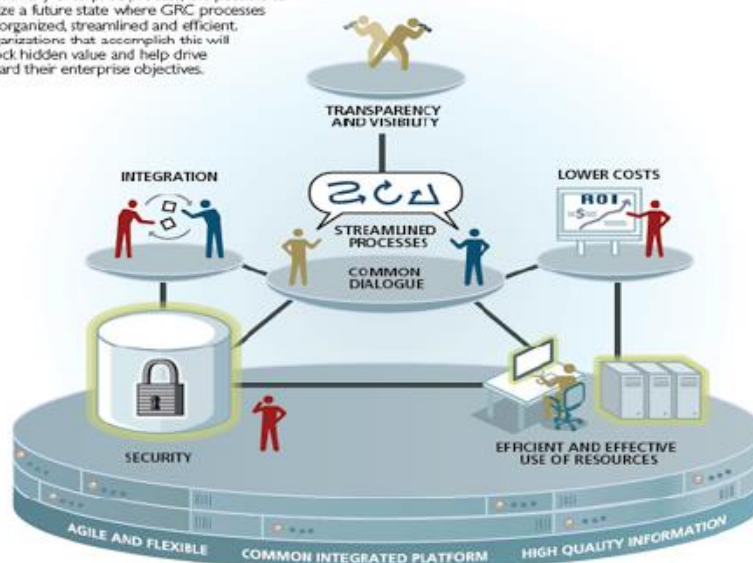 ze a future state where GRC processes
organized, streamlined and efficient.
anizations that accomplish this will
ck hidden value and help drive
ard their enterprise objectives.
TRANSPARENCY
AND VISIBILITY
INTEGRATION
LOWER COSTS
ROI
$
STREAMLINED
PROCESSES
COMMON
DIALOGUE
SECURITY
EFFICIENT AND EFFECTIVE
USE OF RESOURCES
AGILE AND FLEXIBLE
COMMON INTEGRATED PLATFORM
HIGH QUALITY INFORMATION